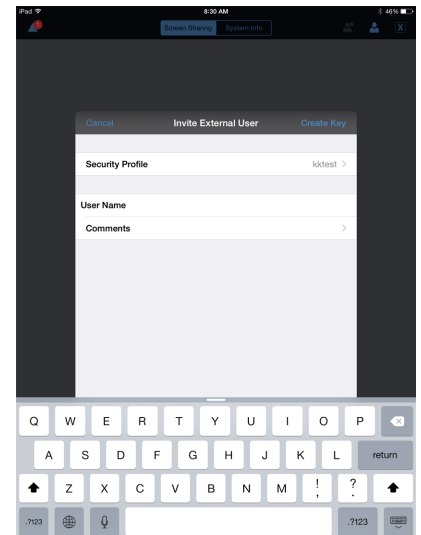 iPad 8:30 AM 46%
1 Screen Sharing System Info X
Cancel Invite External User Create Key
Security Profile kktest >
User Name
Comments >
Q W E R T Y U I O P
A S D F G H J K L return
Z X C V B N M ! , ? .
.?123 .?123